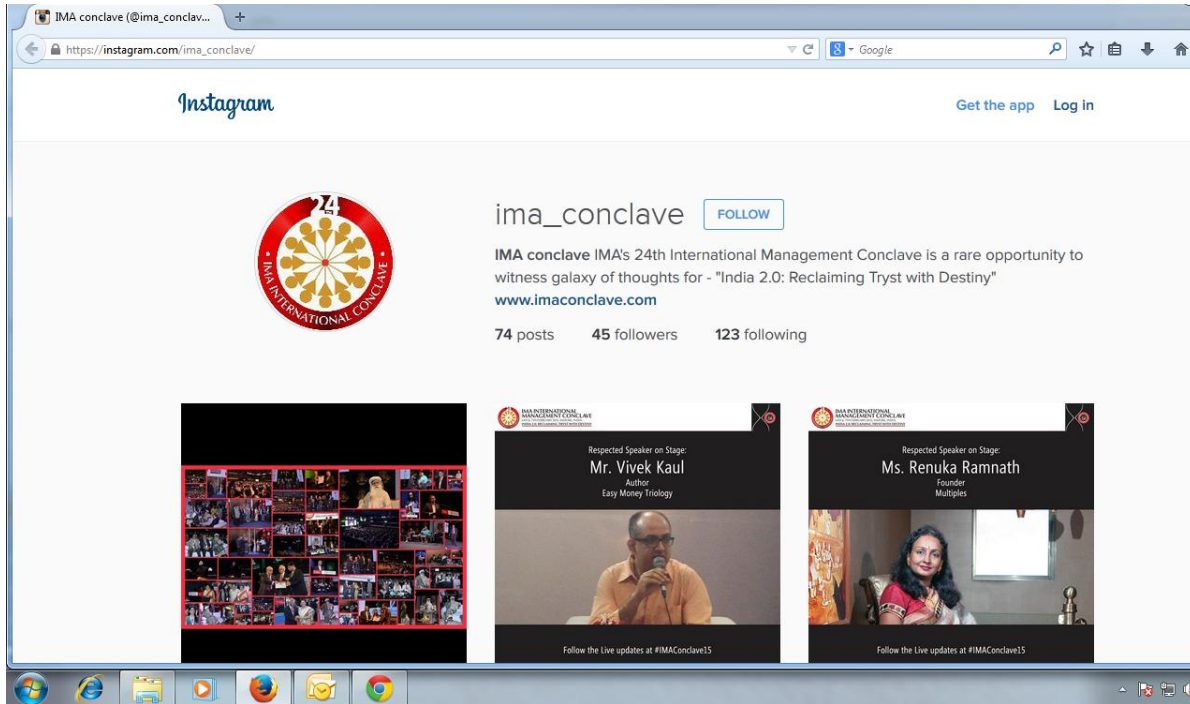 IMA conclave (@ima_conclav...
https://instagram.com/ima_conclave/
Google
Instagram
Get the app Log in
24
IMA INTERNATIONAL CONCLAVE
ima_conclave FOLLOW
IMA conclave IMA's 24th International Management Conclave is a rare opportunity to
witness galaxy of thoughts for - "India 2.0: Reclaiming Tryst with Destiny"
www.imaconclave.com
74 posts 45 followers 123 following
IMA INTERNATIONAL
MANAGEMENT CONCLAVE
Respected Speaker on Stage:
Mr. Vivek Kaul
Author
Easy Money Triology
Follow the Live updates at #IMAConclave15
IMA INTERNATIONAL
MANAGEMENT CONCLAVE
Respected Speaker on Stage:
Ms. Renuka Ramnath
Founder
Multiples
Follow the Live updates at #IMAConclave15